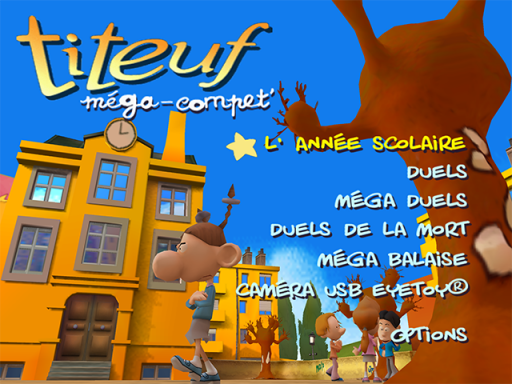 titeuf
méga-compet'
L' ANNÉE SCOLAIRE
DUELS
MÉGA DUELS
DUELS DE LA MORT
MÉGA BALAISE
CAMÉRA USB EYETOY®
OPTIONS